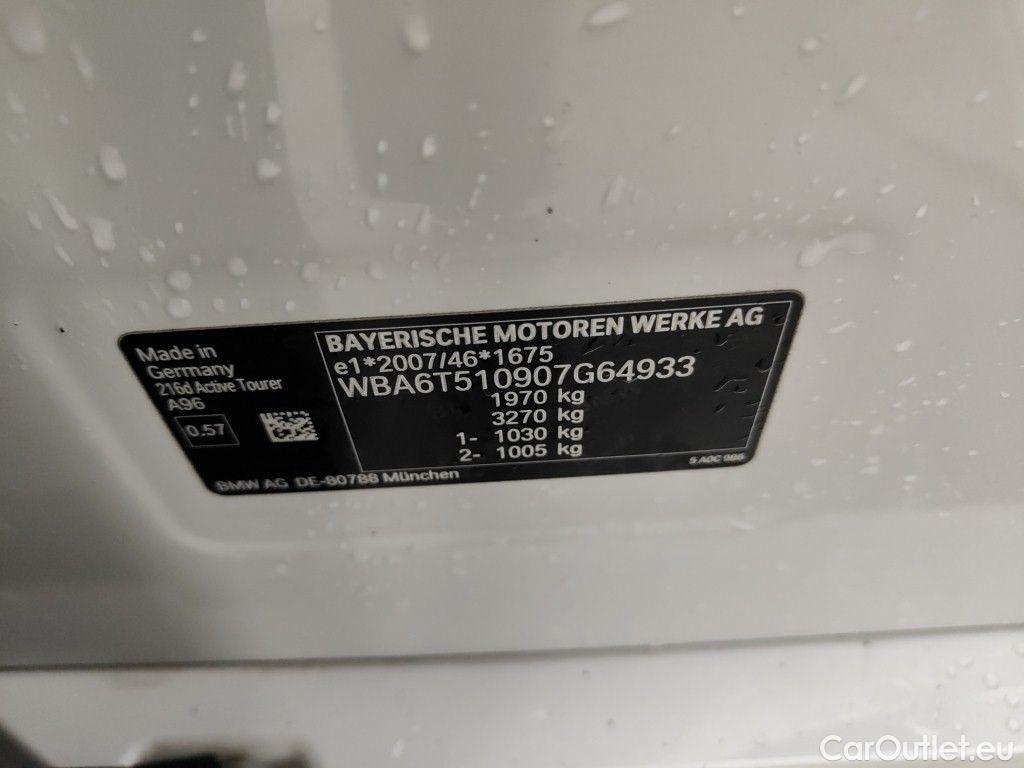 Made in
Germany
216d Active Tourer
A96
0.57
BAYERISCHE MOTOREN WERKE AG
e1*2007/46*1675
WBA6T510907G64933
1970 kg
3270 kg
1- 1030 kg
2- 1005 kg
5 A0C 986
BMW AG DE-80788 München
CarOutlet.eu